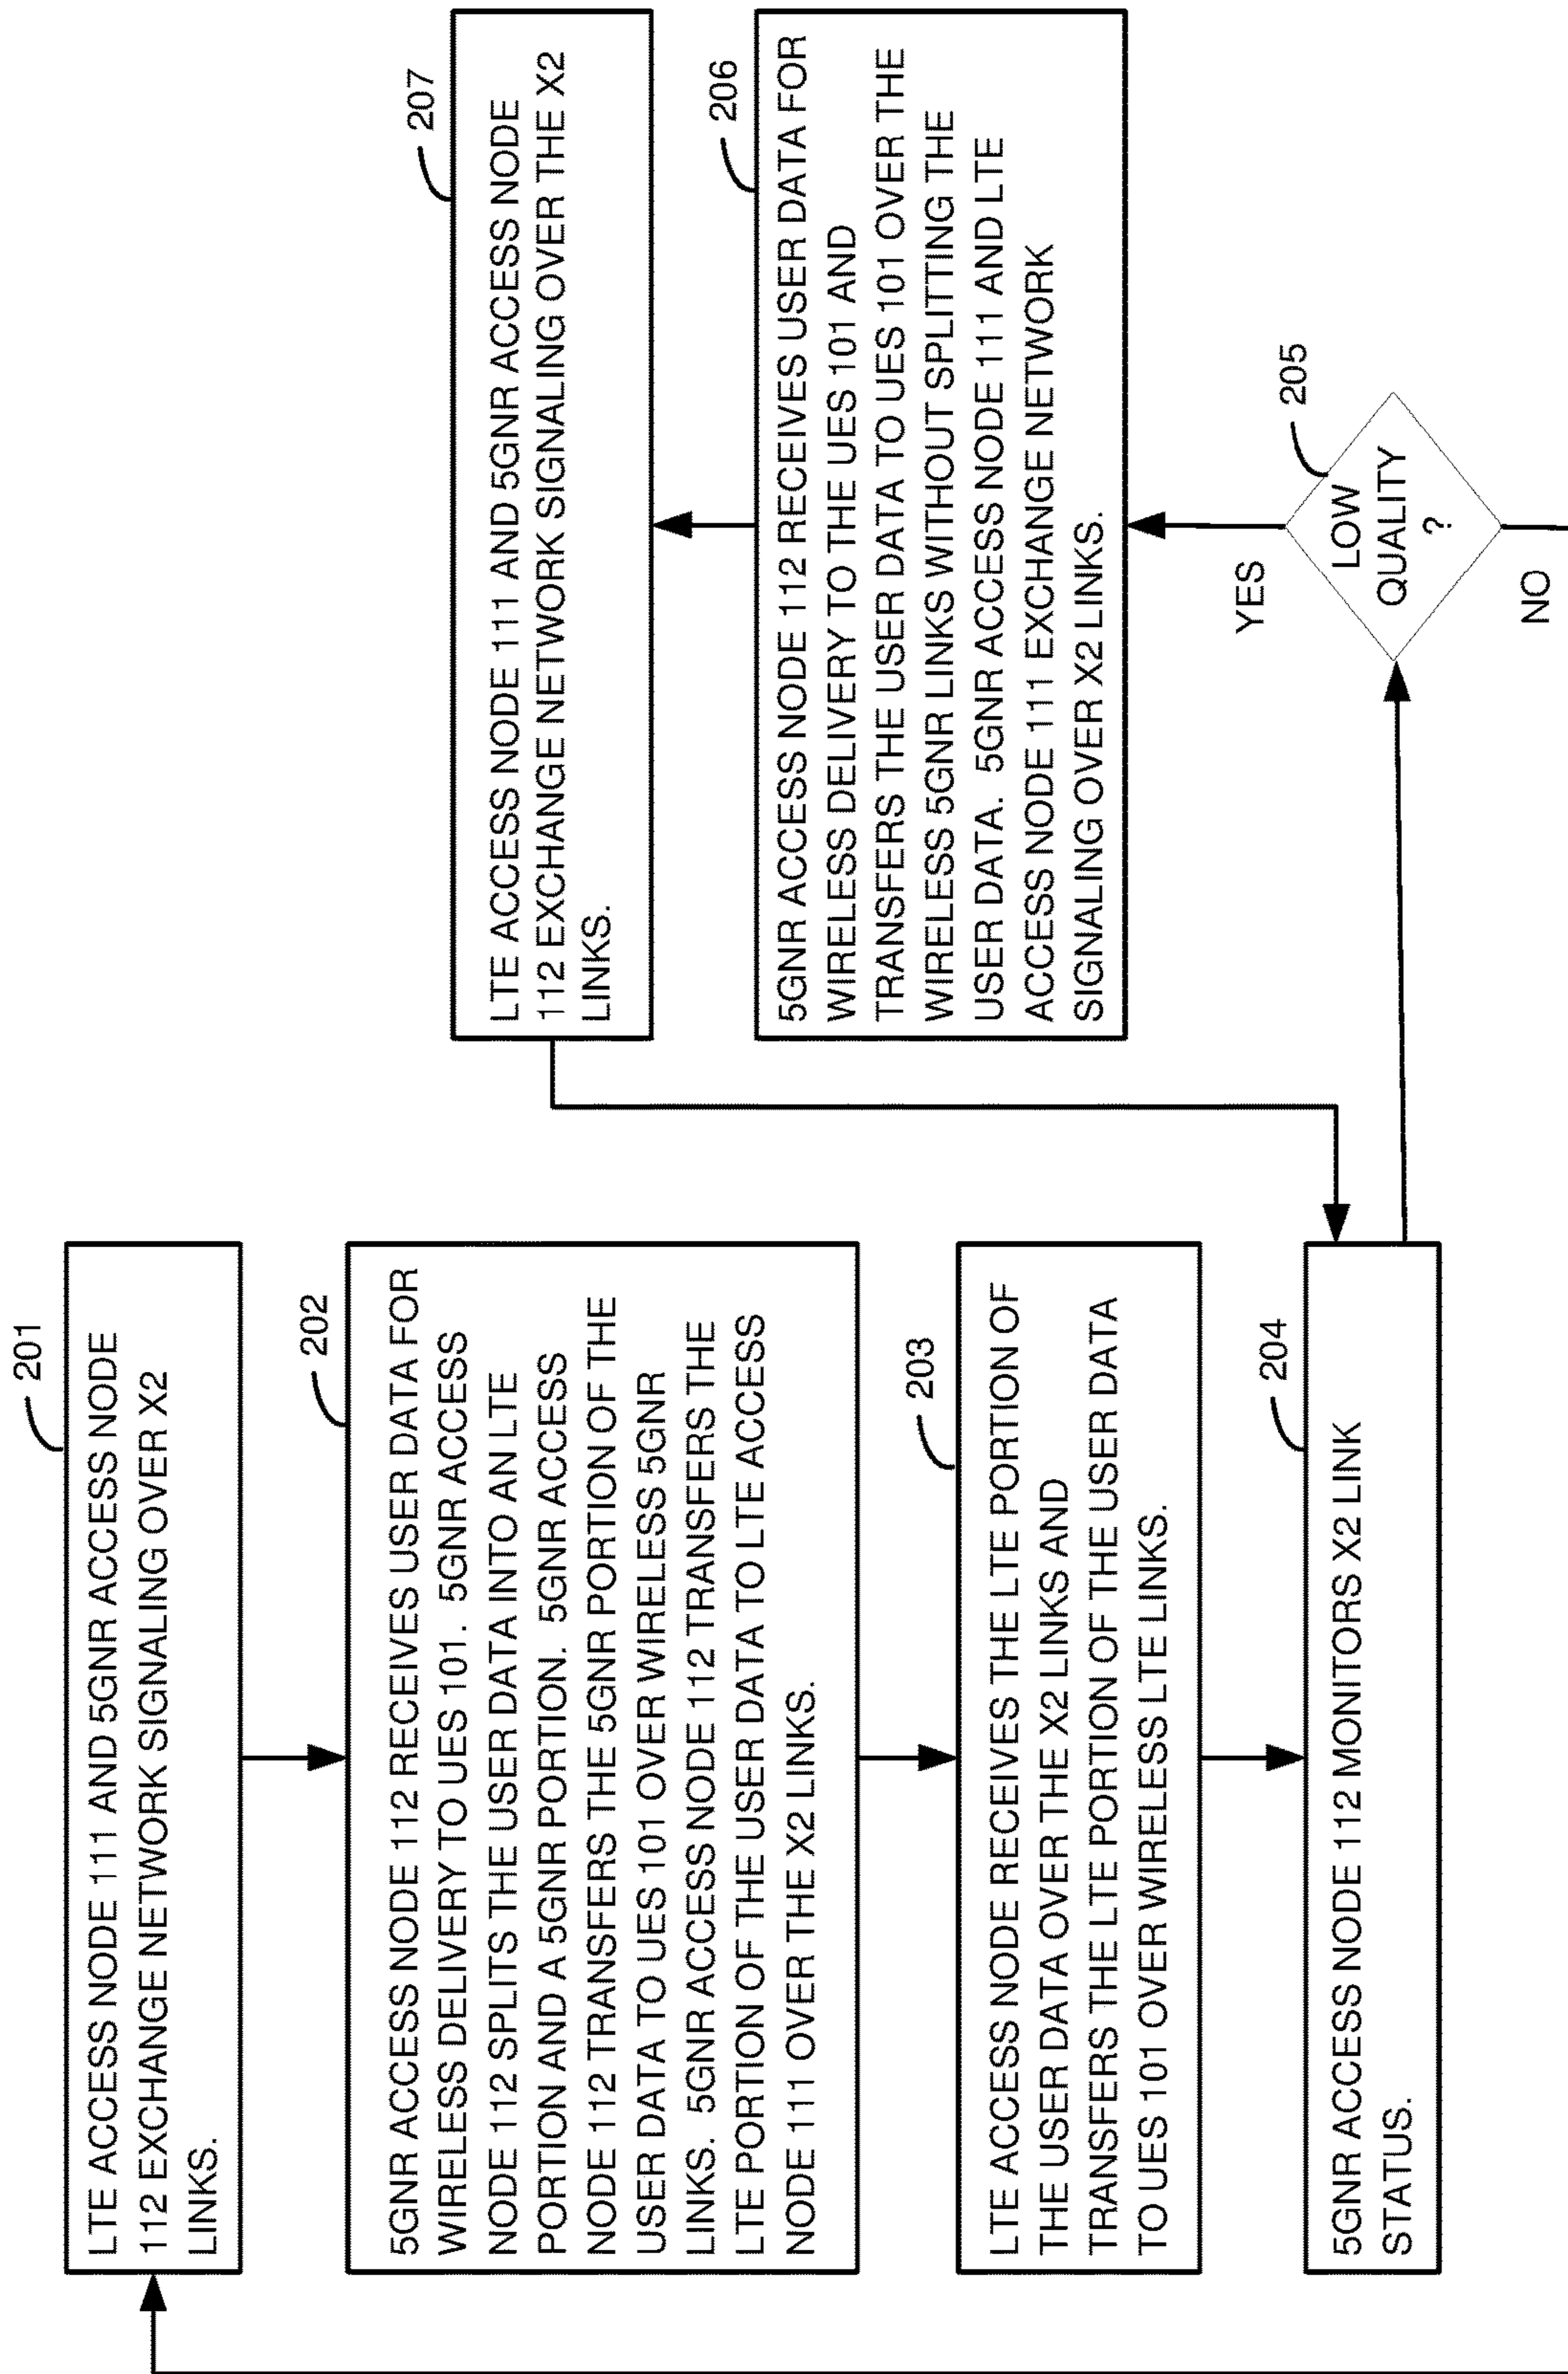 201
LTE ACCESS NODE 111 AND 5GNR ACCESS NODE
112 EXCHANGE NETWORK SIGNALING OVER X2
LINKS.
202
5GNR ACCESS NODE 112 RECEIVES USER DATA FOR
WIRELESS DELIVERY TO UES 101. 5GNR ACCESS
NODE 112 SPLITS THE USER DATA INTO AN LTE
PORTION AND A 5GNR PORTION. 5GNR ACCESS
NODE 112 TRANSFERS THE 5GNR PORTION OF THE
USER DATA TO UES 101 OVER WIRELESS 5GNR
LINKS. 5GNR ACCESS NODE 112 TRANSFERS THE
LTE PORTION OF THE USER DATA TO LTE ACCESS
NODE 111 OVER THE X2 LINKS.
203
LTE ACCESS NODE RECEIVES THE LTE PORTION OF
THE USER DATA OVER THE X2 LINKS AND
TRANSFERS THE LTE PORTION OF THE USER DATA
TO UES 101 OVER WIRELESS LTE LINKS.
204
5GNR ACCESS NODE 112 MONITORS X2 LINK
STATUS.
205
LOW
QUALITY
?
YES
NO
206
5GNR ACCESS NODE 112 RECEIVES USER DATA FOR
WIRELESS DELIVERY TO THE UES 101 AND
TRANSFERS THE USER DATA TO UES 101 OVER THE
WIRELESS 5GNR LINKS WITHOUT SPLITTING THE
USER DATA. 5GNR ACCESS NODE 111 AND LTE
ACCESS NODE 111 EXCHANGE NETWORK
SIGNALING OVER X2 LINKS.
207
LTE ACCESS NODE 111 AND 5GNR ACCESS NODE
112 EXCHANGE NETWORK SIGNALING OVER THE X2
LINKS.